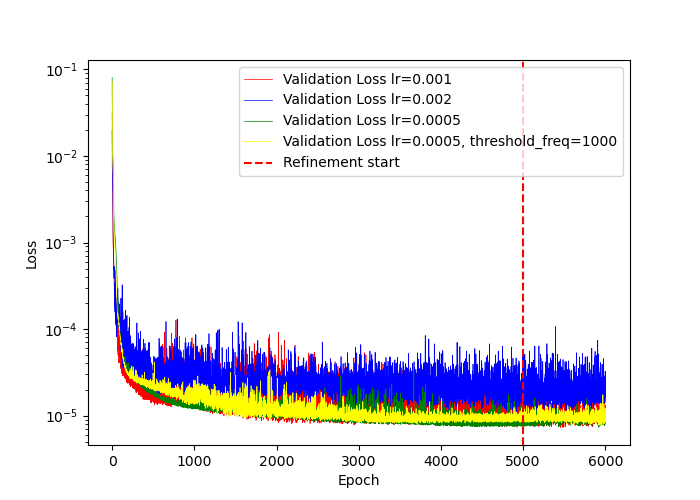 10⁻¹
10⁻²
10⁻³
10⁻⁴
10⁻⁵
Loss
Validation Loss lr=0.001
Validation Loss lr=0.002
Validation Loss lr=0.0005
Validation Loss lr=0.0005, threshold_freq=1000
Refinement start
0 1000 2000 3000 4000 5000 6000
Epoch